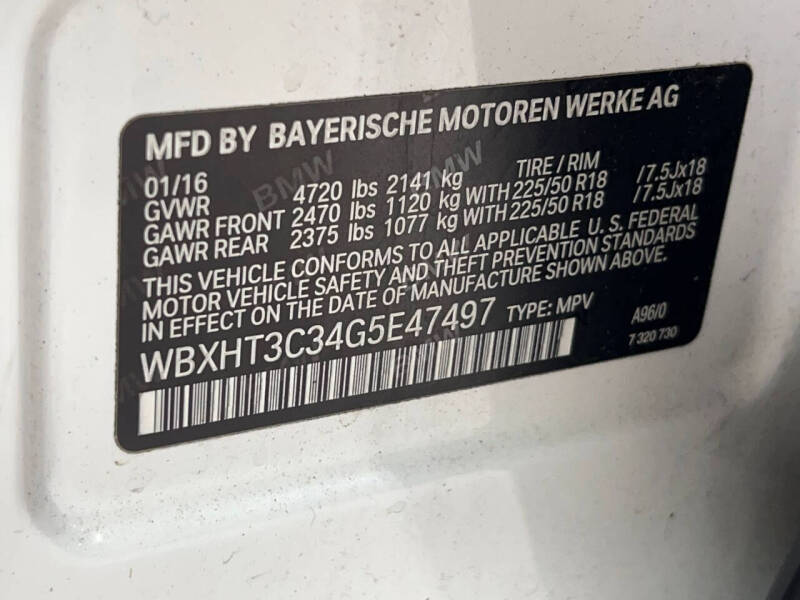 MFD BY BAYERISCHE MOTOREN WERKE AG
01/16 TIRE / RIM
GVWR 4720 lbs 2141 kg
GAWR FRONT 2470 lbs 1120 kg WITH 225/50 R18 /7.5Jx18
GAWR REAR 2375 lbs 1077 kg WITH 225/50 R18 /7.5Jx18
THIS VEHICLE CONFORMS TO ALL APPLICABLE U. S. FEDERAL
MOTOR VEHICLE SAFETY AND THEFT PREVENTION STANDARDS
IN EFFECT ON THE DATE OF MANUFACTURE SHOWN ABOVE.
WBXHT3C34G5E47497 TYPE: MPV A96/0
7 320 730
BMW
BMW